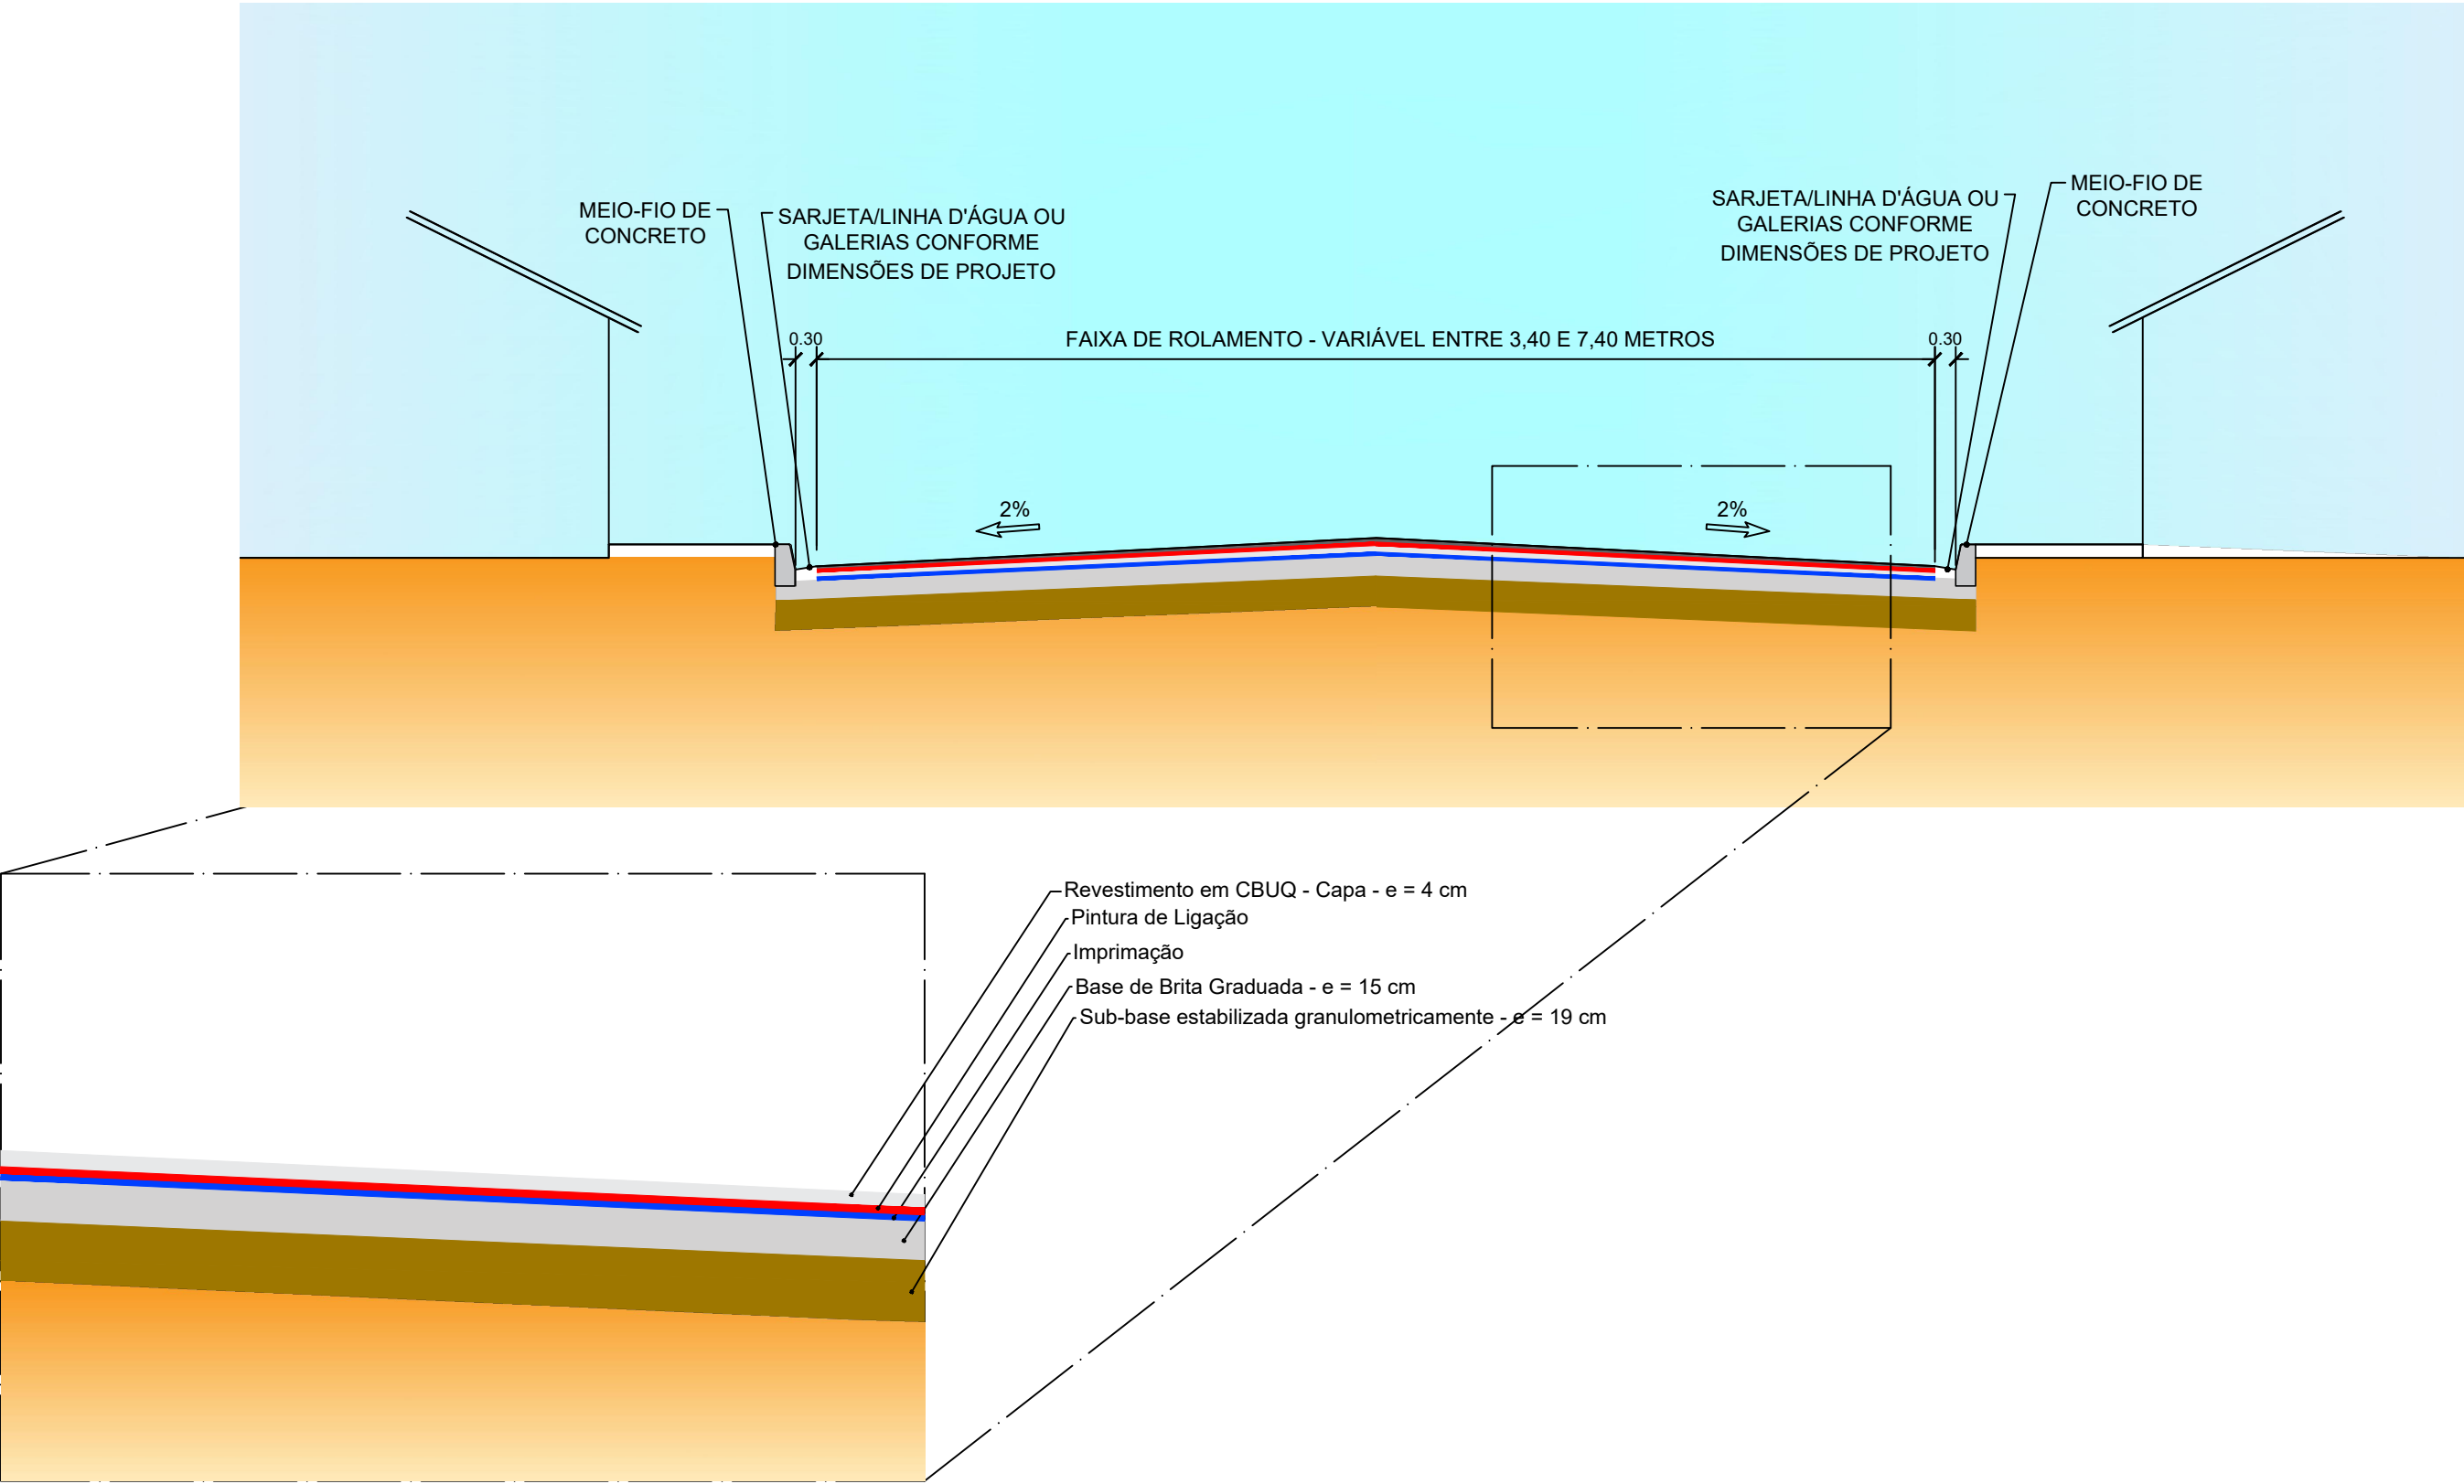 MEIO-FIO DE
CONCRETO
SARJETA/LINHA D'ÁGUA OU
GALERIAS CONFORME
DIMENSÕES DE PROJETO
SARJETA/LINHA D'ÁGUA OU
GALERIAS CONFORME
DIMENSÕES DE PROJETO
MEIO-FIO DE
CONCRETO
0.30
FAIXA DE ROLAMENTO - VARIÁVEL ENTRE 3,40 E 7,40 METROS
0.30
2%
2%
Revestimento em CBUQ - Capa - e = 4 cm
Pintura de Ligação
Imprimação
Base de Brita Graduada - e = 15 cm
Sub-base estabilizada granulometricamente - e = 19 cm